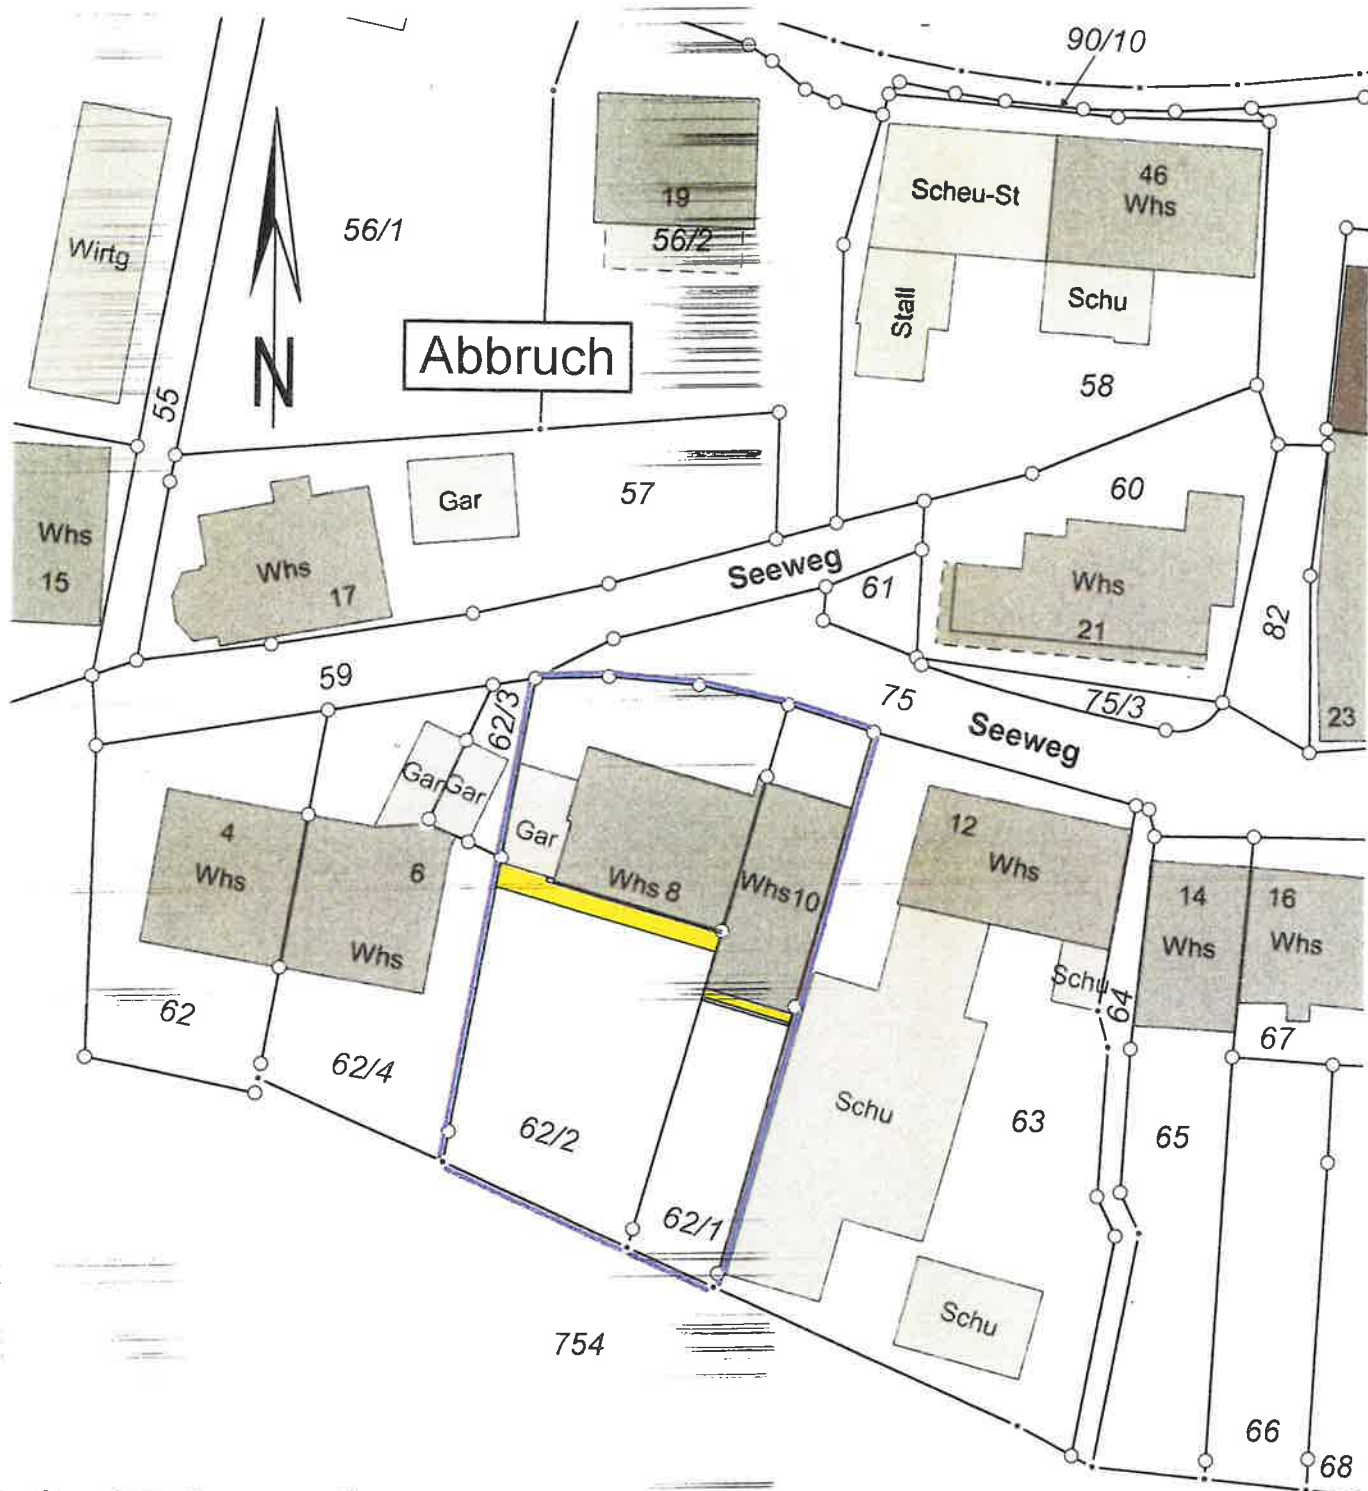 90/10
46
Whs
Scheu-St
19
56/1
56/2
Wirtg
Stall
Schu
Abbruch
N
58
55
57
60
Gar
Whs
15
Whs
17
Seeweg
61
Whs
21
82
59
62/3
75
75/3
Seeweg
23
Gar
Gar
Gar
4
Whs
6
Whs
Whs 8
Whs 10
12
Whs
14
Whs
16
Whs
Schu
64
62
62/4
67
Schu
63
65
62/2
62/1
Schu
754
66
68